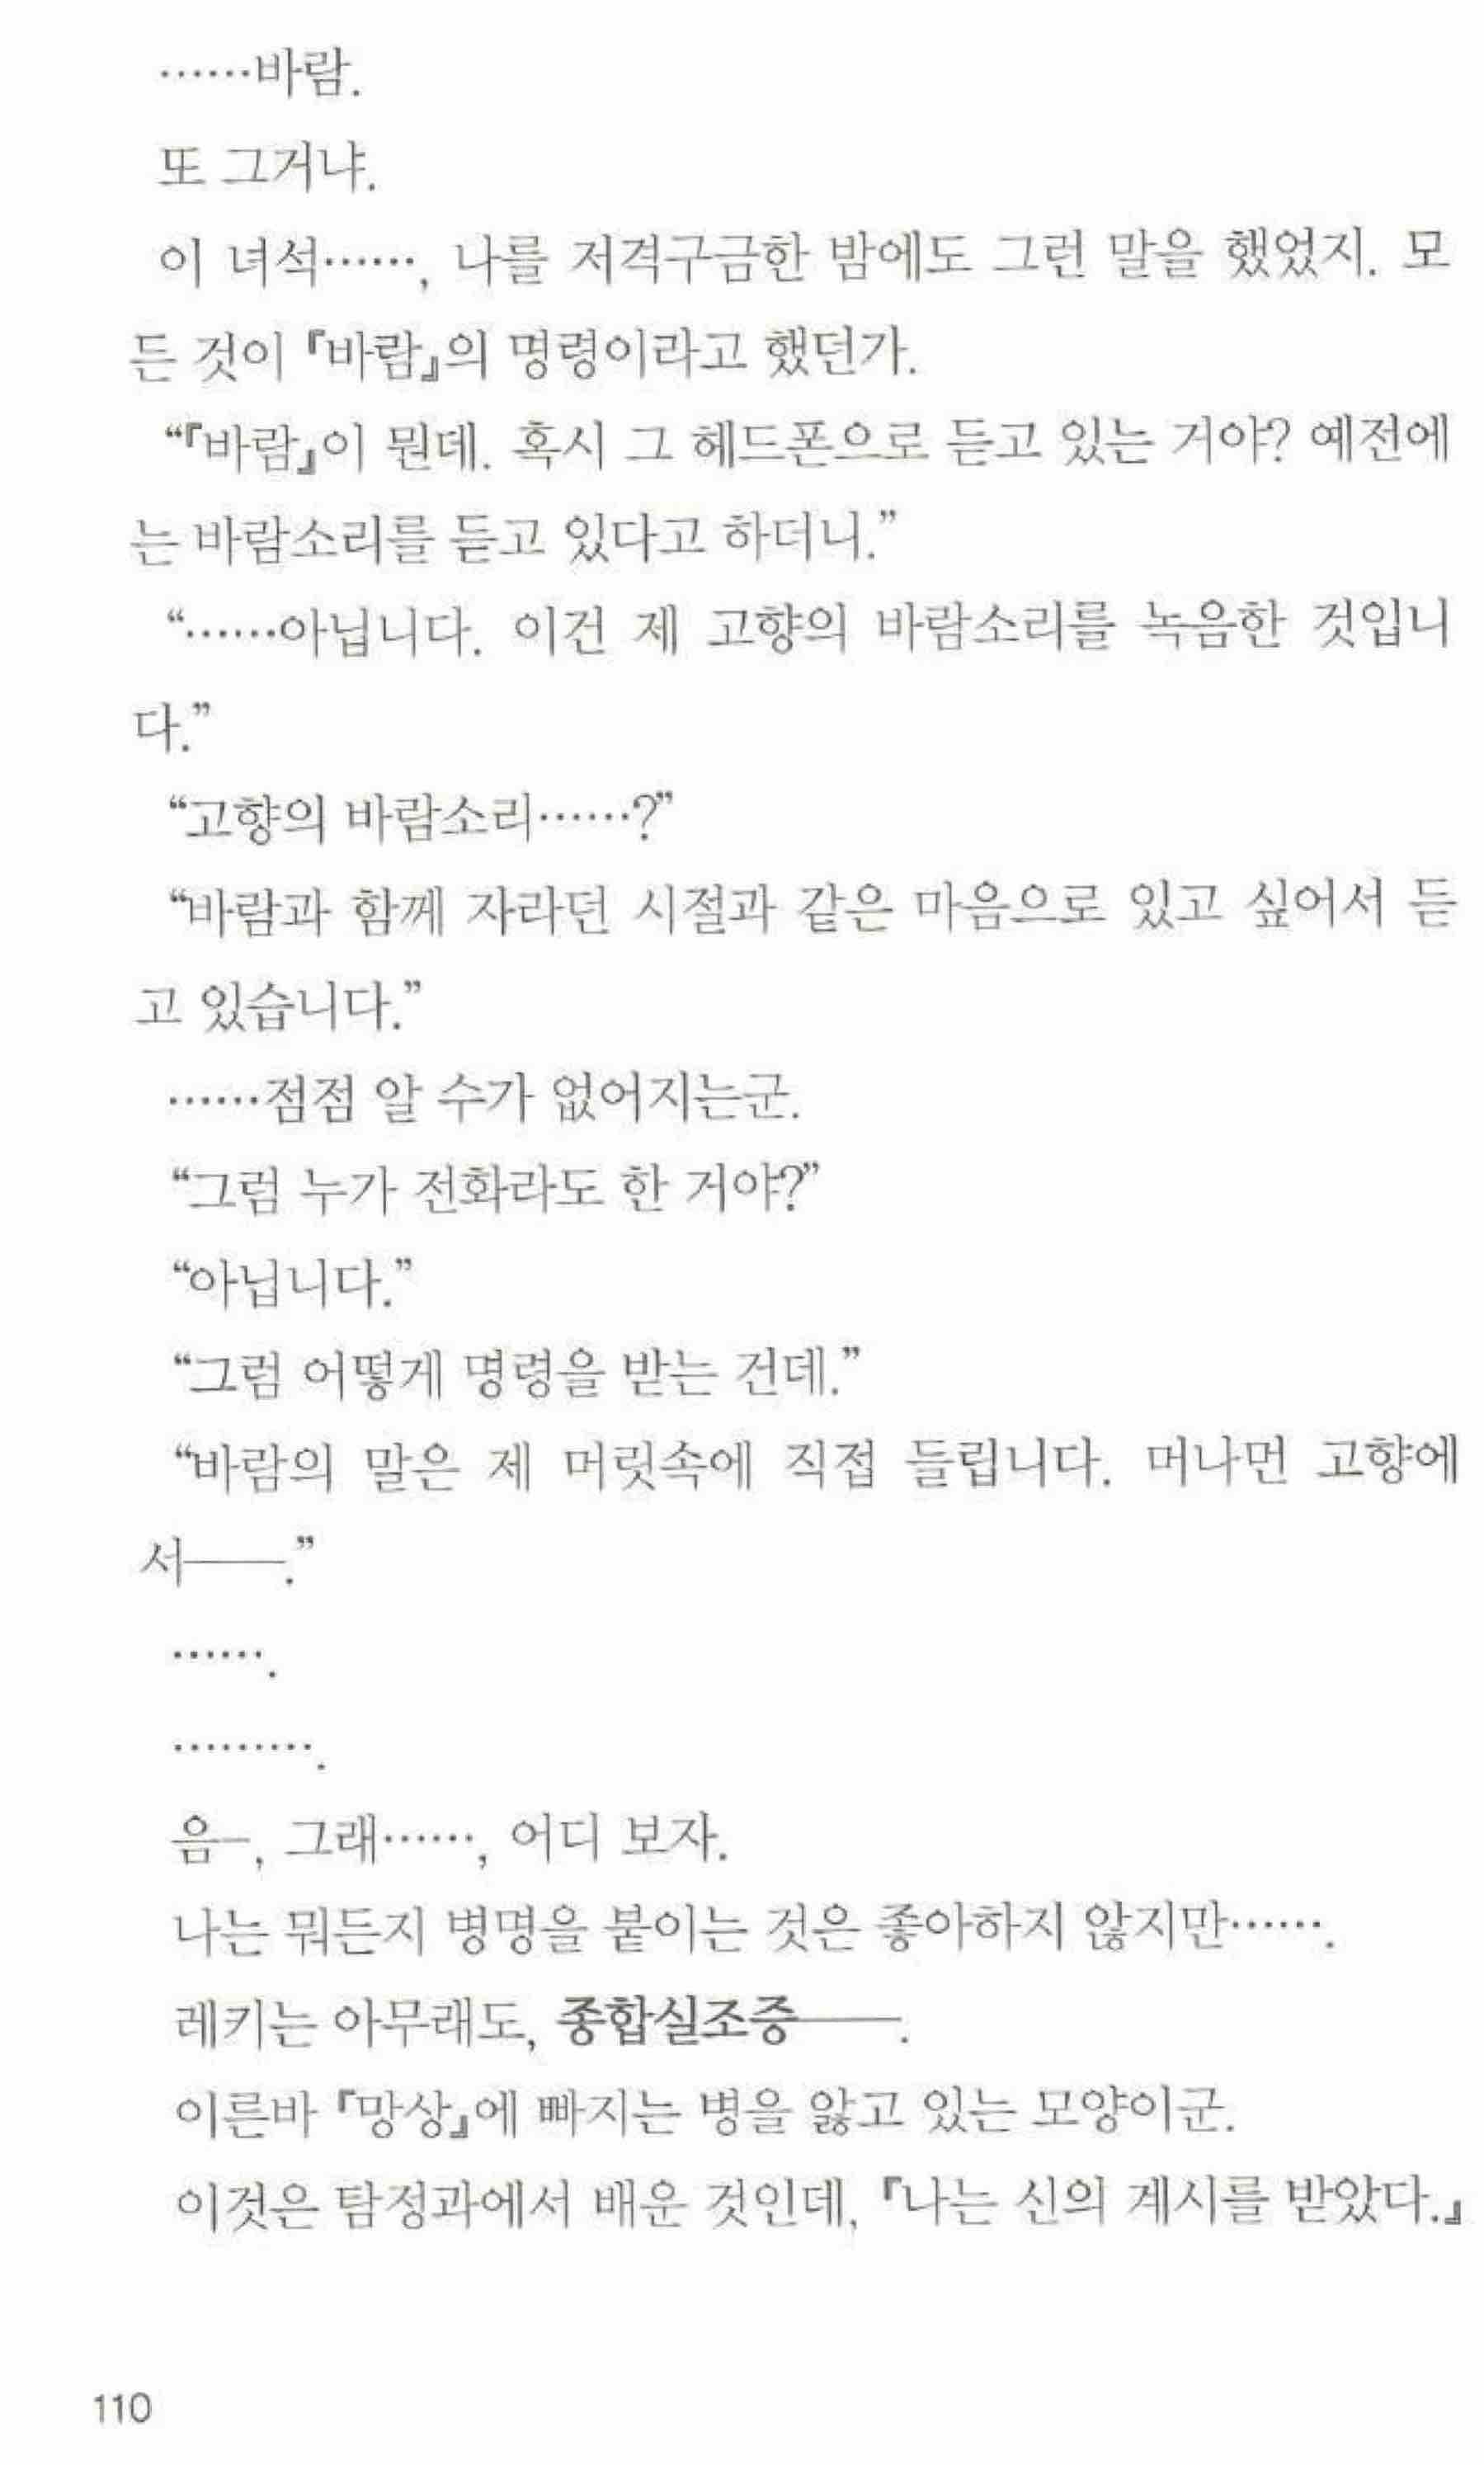 ……바람.
또 그거냐.
이 녀석……, 나를 저격구금한 밤에도 그런 말을 했었지. 모
든 것이 『바람』의 명령이라고 했던가.
“『바람』이 뭔데. 혹시 그 헤드폰으로 듣고 있는 거야? 예전에
는 바람소리를 듣고 있다고 하더니.”
“……아닙니다. 이건 제 고향의 바람소리를 녹음한 것입니
다.”
“고향의 바람소리……?”
“바람과 함께 자라던 시절과 같은 마음으로 있고 싶어서 듣
고 있습니다.”
……점점 알 수가 없어지는군.
“그럼 누가 전화라도 한 거야?”
“아닙니다.”
“그럼 어떻게 명령을 받는 건데.”
“바람의 말은 제 머릿속에 직접 들립니다. 머나먼 고향에
서――.”
…….
……….
음―, 그래……, 어디 보자.
나는 뭐든지 병명을 붙이는 것은 좋아하지 않지만…….
레키는 아무래도, 종합실조증――.
이른바 『망상』에 빠지는 병을 앓고 있는 모양이군.
이것은 탐정과에서 배운 것인데, 『나는 신의 계시를 받았다.』
110